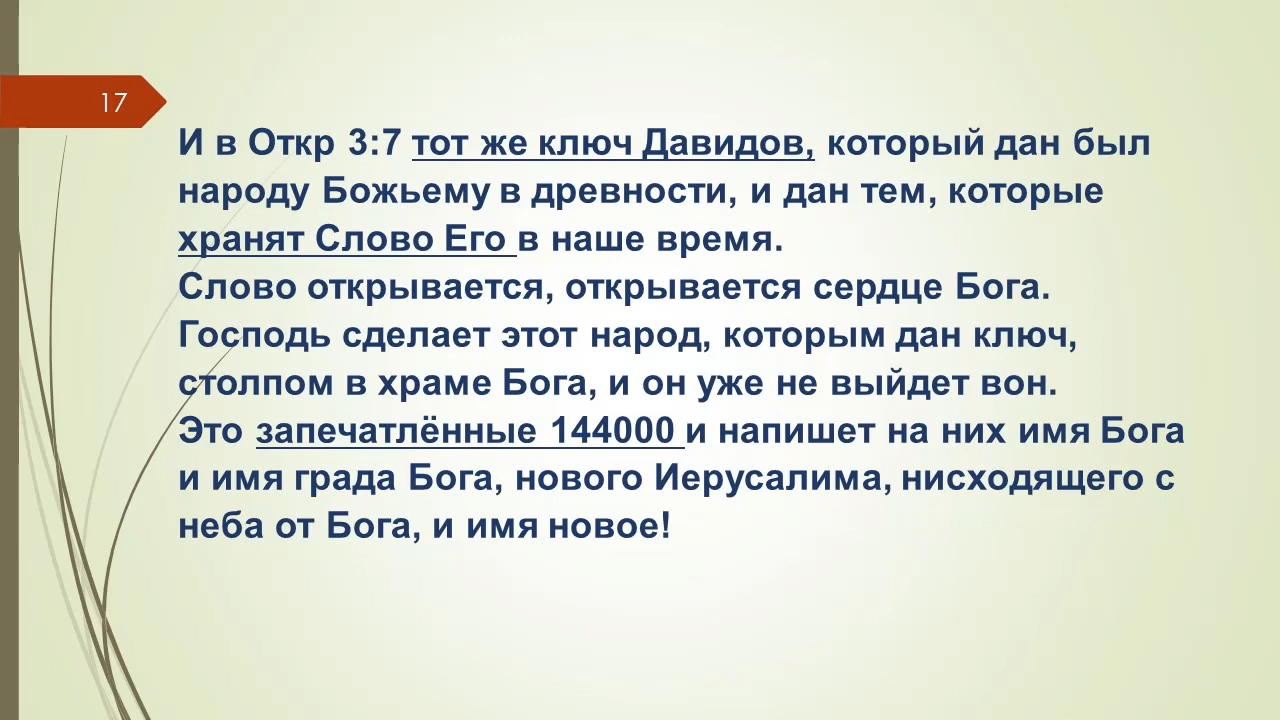 17
И в Откр 3:7 тот же ключ Давидов, который дан был
народу Божьему в древности, и дан тем, которые
хранят Слово Его в наше время.
Слово открывается, открывается сердце Бога.
Господь сделает этот народ, которым дан ключ,
столпом в храме Бога, и он уже не выйдет вон.
Это запечатлённые 144000 и напишет на них имя Бога
и имя града Бога, нового Иерусалима, нисходящего с
неба от Бога, и имя новое!